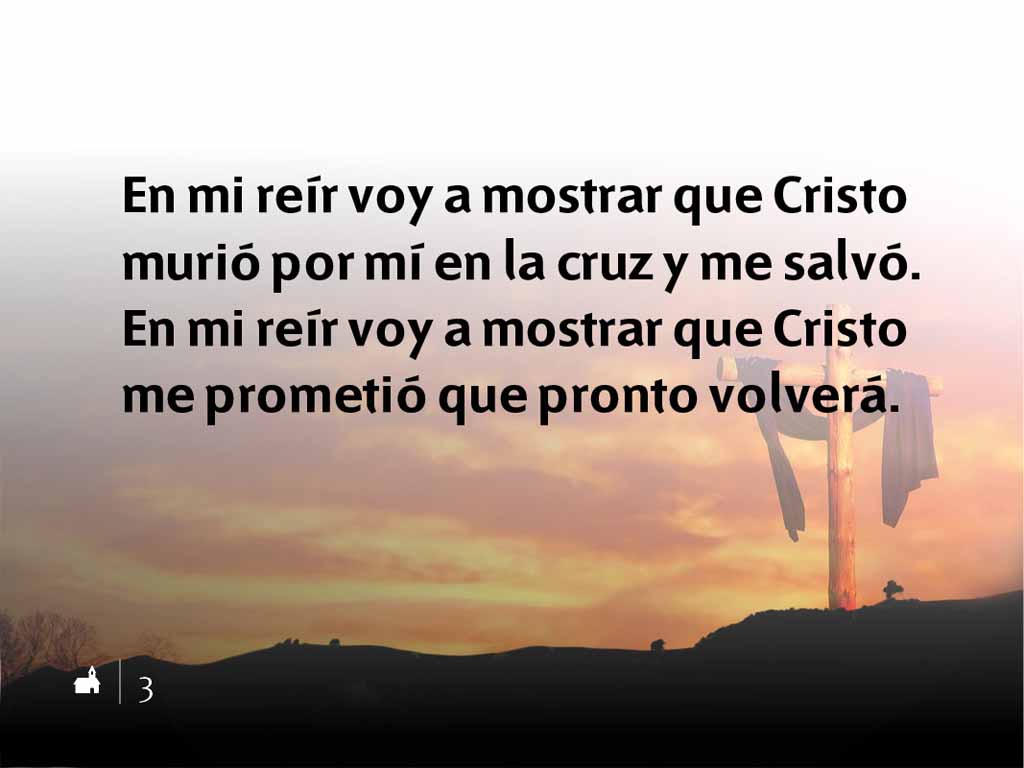 En mi reír voy a mostrar que Cristo
murió por mí en la cruz y me salvó.
En mi reír voy a mostrar que Cristo
me prometió que pronto volverá.
3